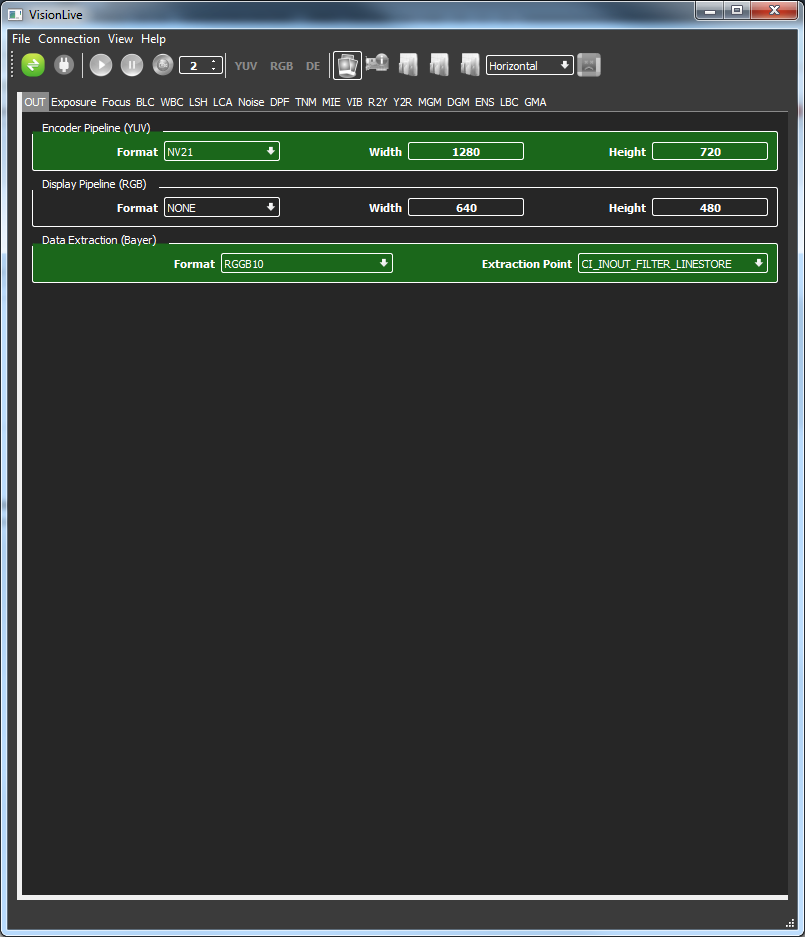 VisionLive
File Connection View Help
2 YUV RGB DE Horizontal
OUT Exposure Focus BLC WBC LSH LCA Noise DPF TNM MIE VIB R2Y Y2R MGM DGM ENS LBC GMA
Encoder Pipeline (YUV)
Format NV21 Width 1280 Height 720
Display Pipeline (RGB)
Format NONE Width 640 Height 480
Data Extraction (Bayer)
Format RGGB10 Extraction Point CI_INOUT_FILTER_LINESTORE